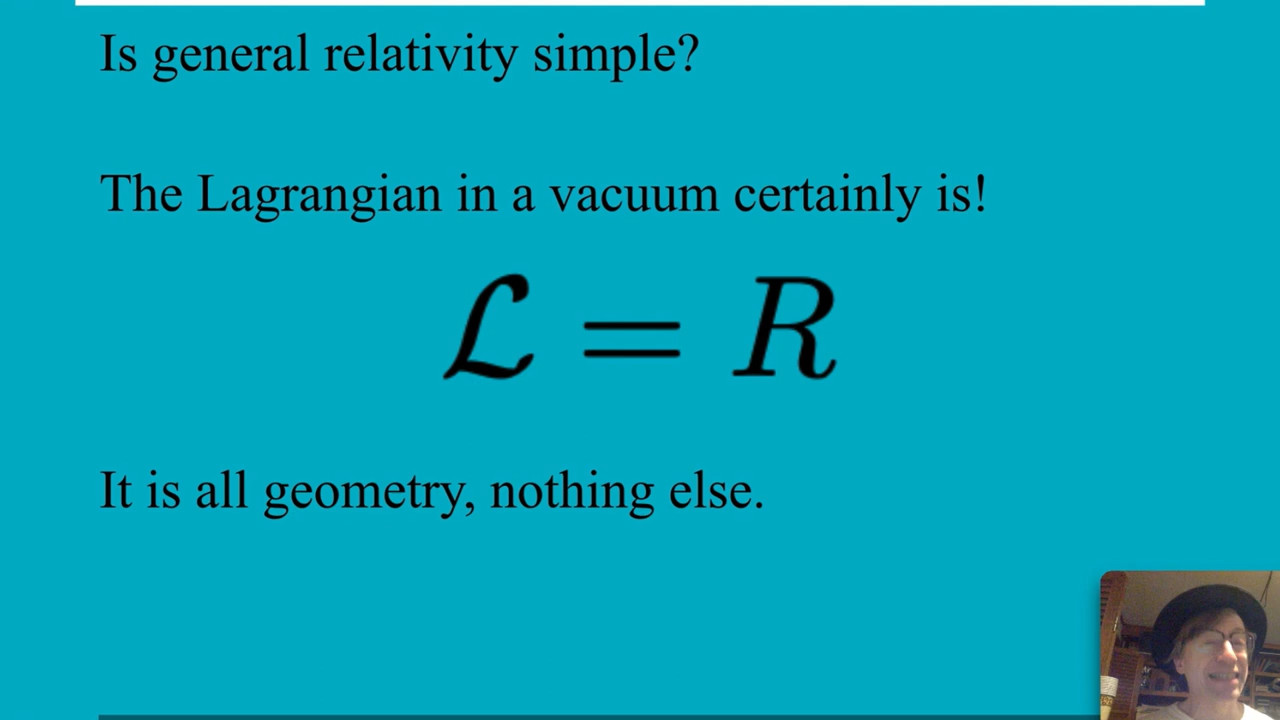 Is general relativity simple?
The Lagrangian in a vacuum certainly is!
ℒ = R
It is all geometry, nothing else.